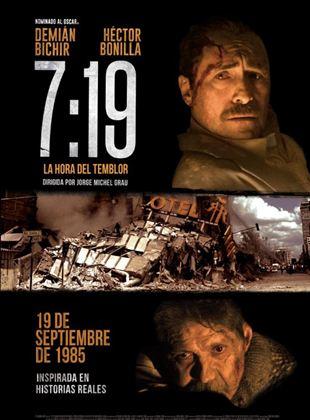 NOMINADO AL OSCAR®
DEMIÁN HÉCTOR
BICHIR BONILLA
7:19
LA HORA DEL TEMBLOR
DIRIGIDA POR JORGE MICHEL GRAU
OTEL
19 DE
SEPTIEMBRE
DE 1985
INSPIRADA EN
HISTORIAS REALES